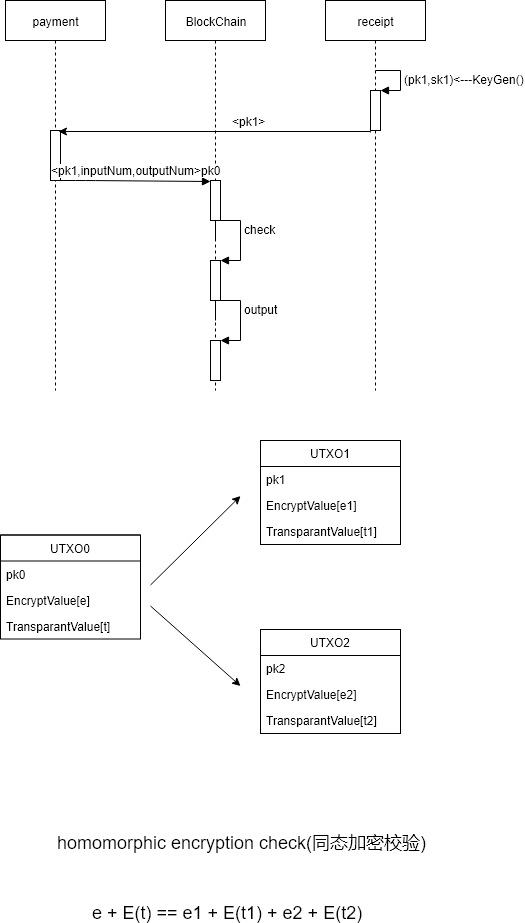 payment
BlockChain
receipt
(pk1,sk1)<---KeyGen()
<pk1>
<pk1,inputNum,outputNum>pk0
check
output
UTXO1
pk1
EncryptValue[e1]
TransparantValue[t1]
UTXO0
pk0
EncryptValue[e]
TransparantValue[t]
UTXO2
pk2
EncryptValue[e2]
TransparantValue[t2]
homomorphic encryption check(同态加密校验)
e + E(t) == e1 + E(t1) + e2 + E(t2)